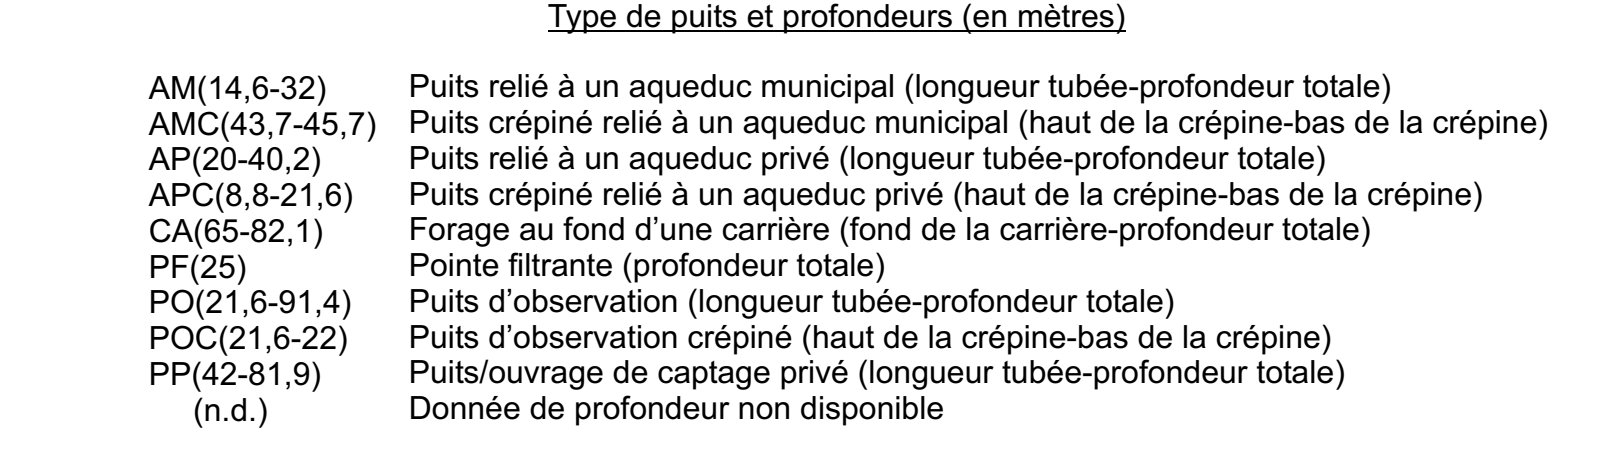 Type de puits et profondeurs (en mètres)
AM(14,6-32) Puits relié à un aqueduc municipal (longueur tubée-profondeur totale)
AMC(43,7-45,7) Puits crépiné relié à un aqueduc municipal (haut de la crépine-bas de la crépine)
AP(20-40,2) Puits relié à un aqueduc privé (longueur tubée-profondeur totale)
APC(8,8-21,6) Puits crépiné relié à un aqueduc privé (haut de la crépine-bas de la crépine)
CA(65-82,1) Forage au fond d’une carrière (fond de la carrière-profondeur totale)
PF(25) Pointe filtrante (profondeur totale)
PO(21,6-91,4) Puits d’observation (longueur tubée-profondeur totale)
POC(21,6-22) Puits d’observation crépiné (haut de la crépine-bas de la crépine)
PP(42-81,9) Puits/ouvrage de captage privé (longueur tubée-profondeur totale)
(n.d.) Donnée de profondeur non disponible